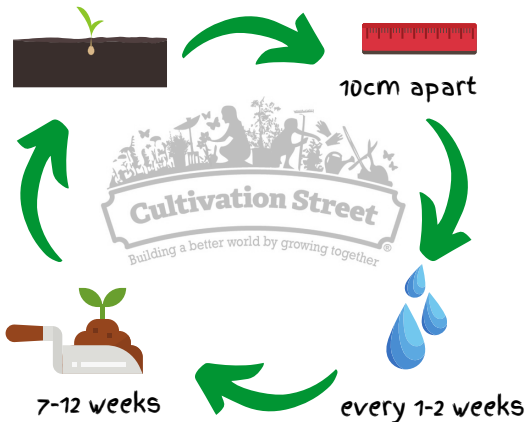 10cm apart
Cultivation Street®
Building a better world by growing together
7-12 weeks
every 1-2 weeks